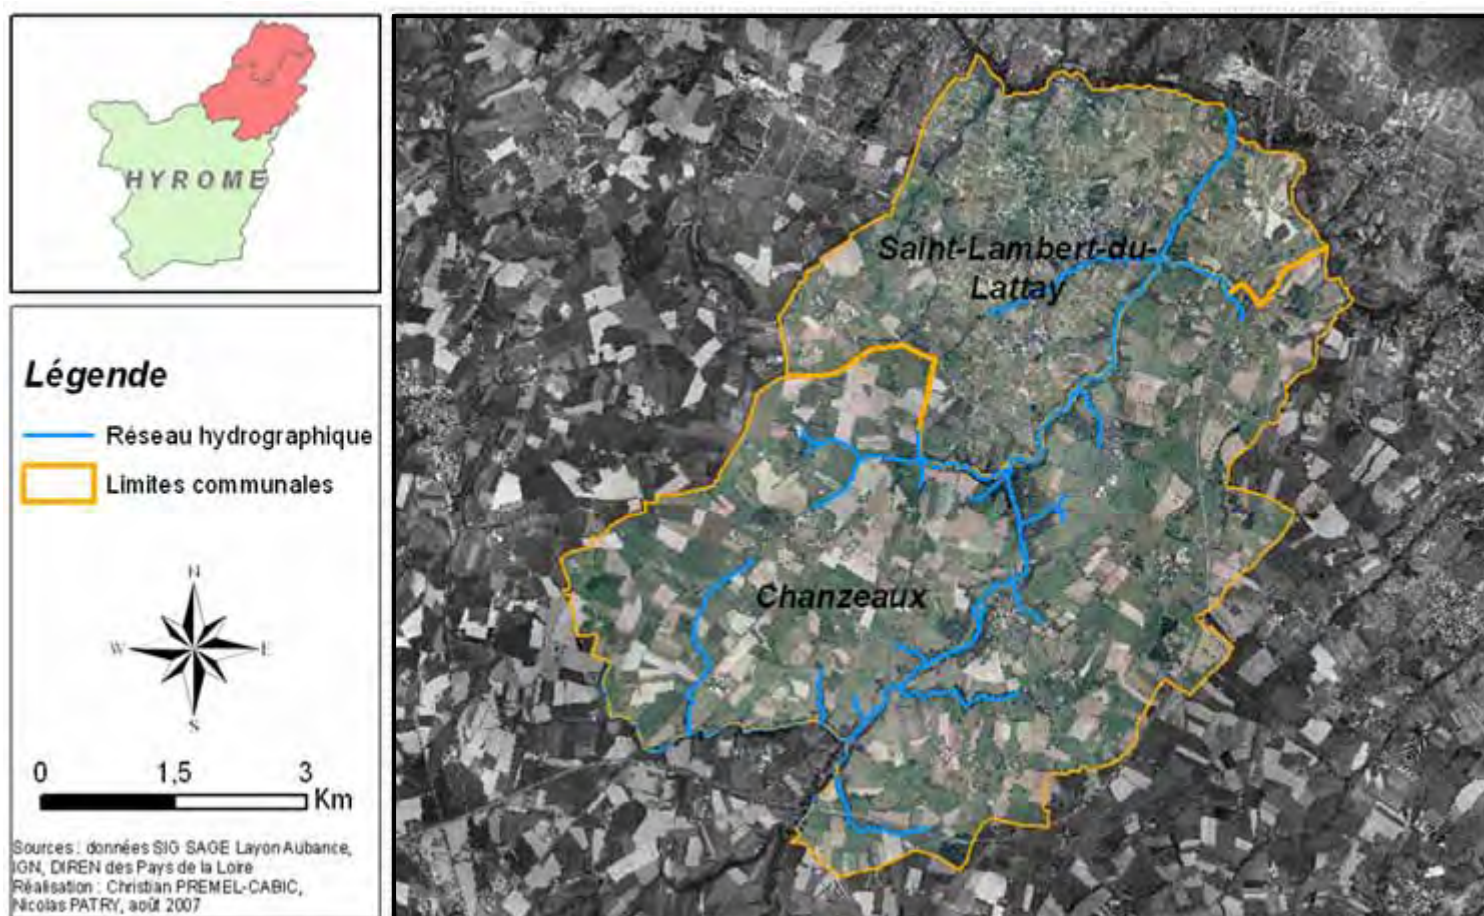 HYROME
Légende
Réseau hydrographique
Limites communales
N
W
E
S
0
1,5
3
Km
Sources : données SIG SAGE Layon Aubance,
IGN, DIREN des Pays de la Loire
Réalisation : Christian PREMEL-CABIC,
Nicolas PATRY, août 2007
Saint-Lambert-du-
Lattay
Chanzeaux